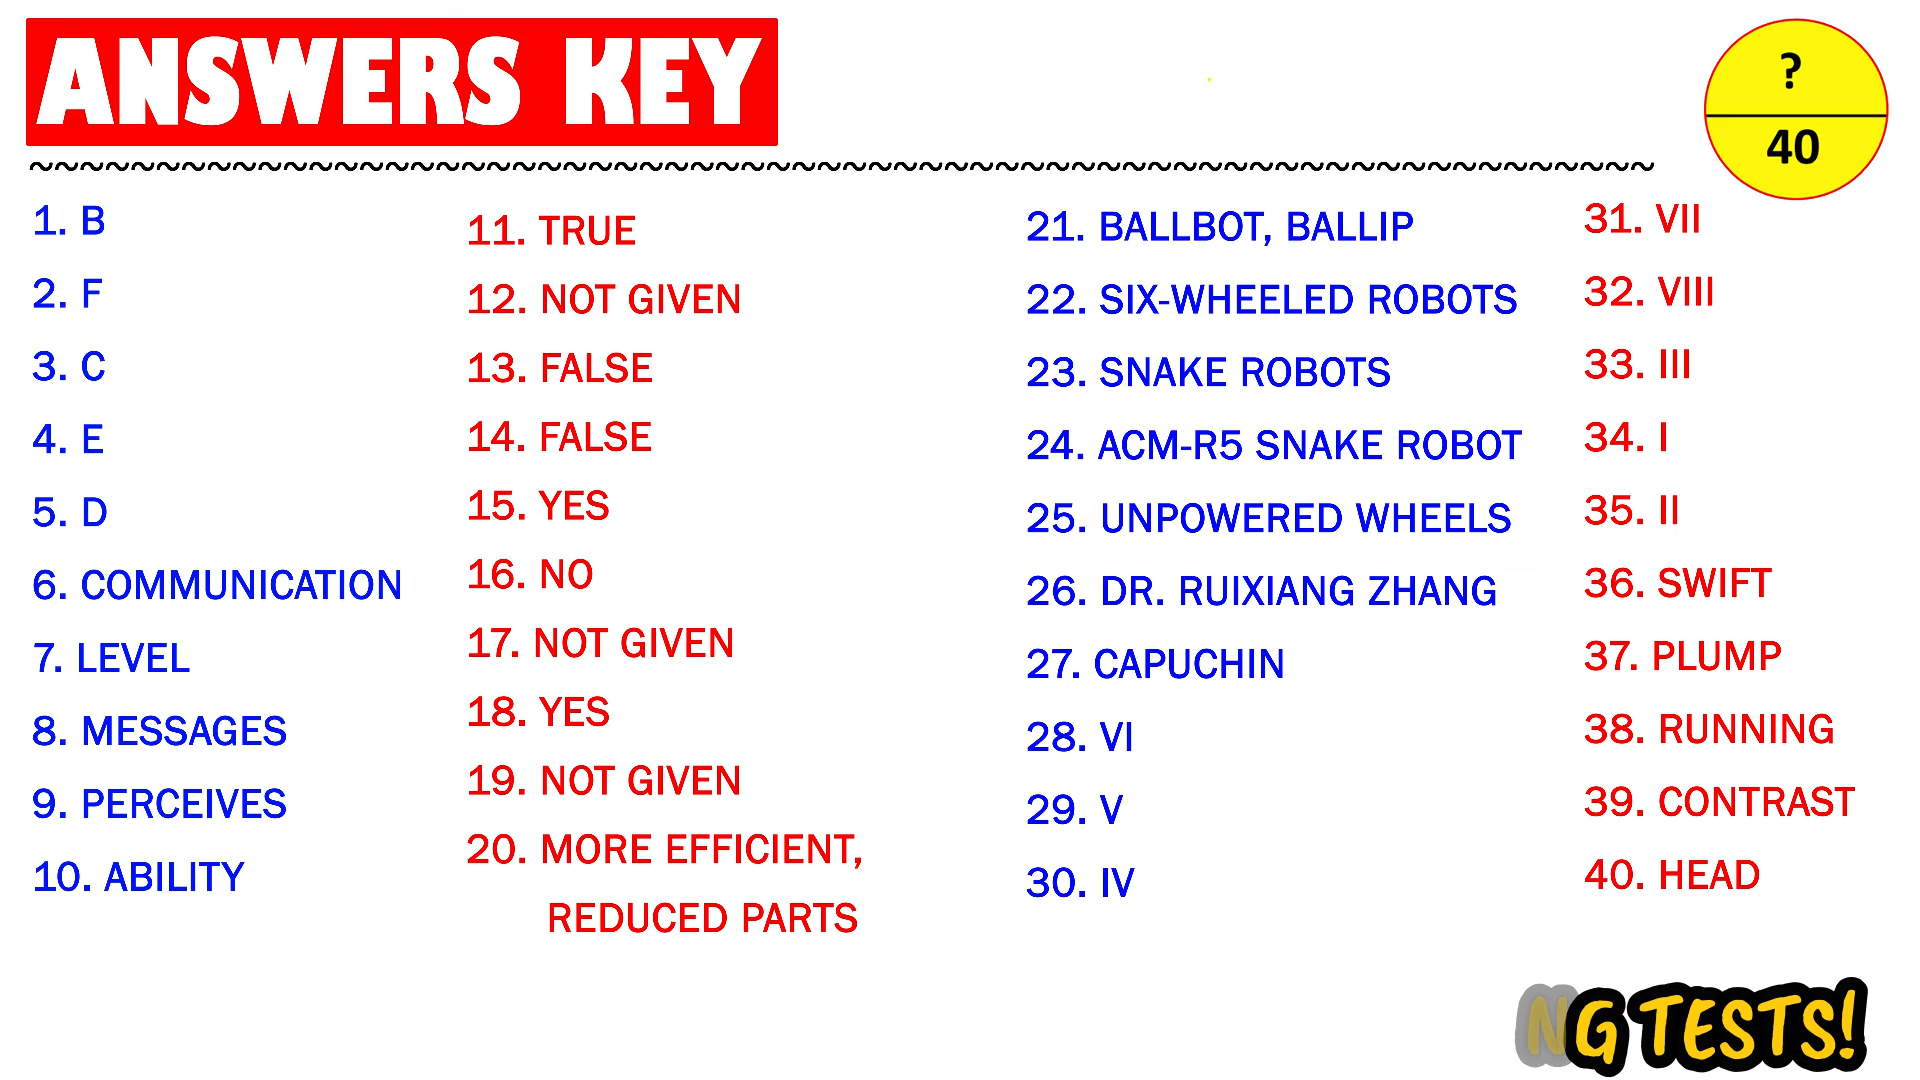 ANSWERS KEY
?
40
~~~~~~~~~~~~~~~~~~~~~~~~~~~~~~~~~~~~~~~~~~~~~~~~~~~~~~~~~~~~~~~~
1. B
2. F
3. C
4. E
5. D
6. COMMUNICATION
7. LEVEL
8. MESSAGES
9. PERCEIVES
10. ABILITY
11. TRUE
12. NOT GIVEN
13. FALSE
14. FALSE
15. YES
16. NO
17. NOT GIVEN
18. YES
19. NOT GIVEN
20. MORE EFFICIENT,
REDUCED PARTS
21. BALLBOT, BALLIP
22. SIX-WHEELED ROBOTS
23. SNAKE ROBOTS
24. ACM-R5 SNAKE ROBOT
25. UNPOWERED WHEELS
26. DR. RUIXIANG ZHANG
27. CAPUCHIN
28. VI
29. V
30. IV
31. VII
32. VIII
33. III
34. I
35. II
36. SWIFT
37. PLUMP
38. RUNNING
39. CONTRAST
40. HEAD
NG TESTS!